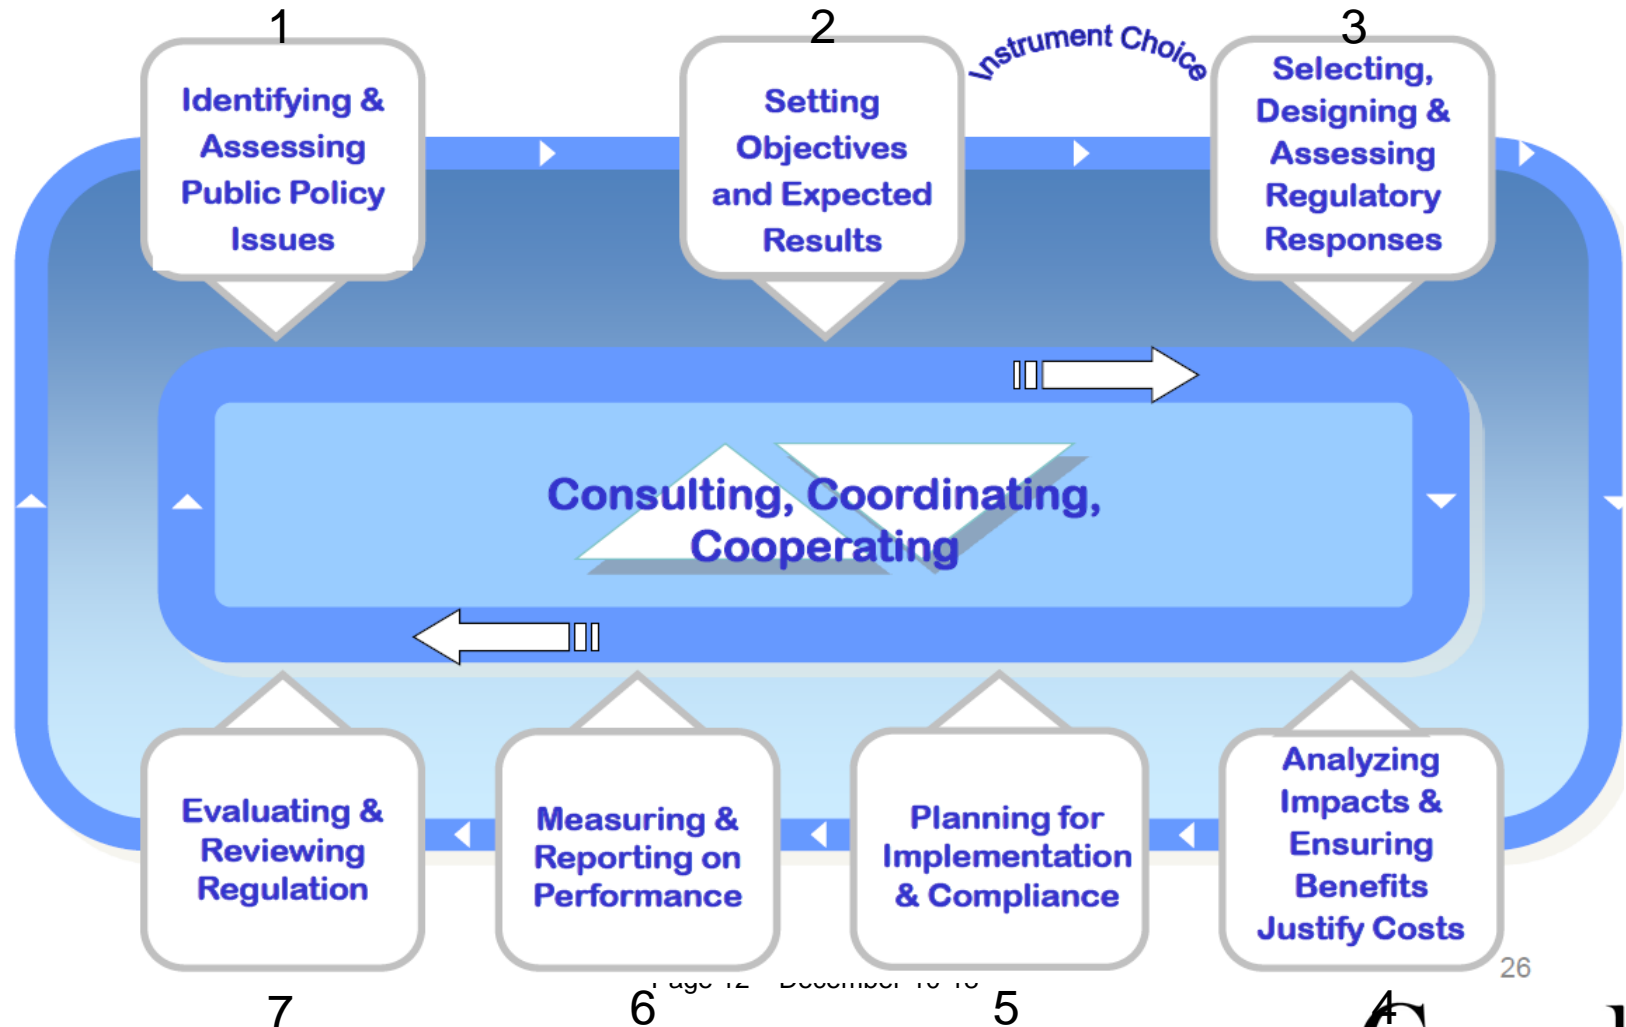 1
Identifying &
Assessing
Public Policy
Issues
2
Setting
Objectives
and Expected
Results
Instrument Choice
3
Selecting,
Designing &
Assessing
Regulatory
Responses
Consulting, Coordinating,
Cooperating
Evaluating &
Reviewing
Regulation
7
Measuring &
Reporting on
Performance
6
Planning for
Implementation
& Compliance
5
Analyzing
Impacts &
Ensuring
Benefits
Justify Costs
4
26